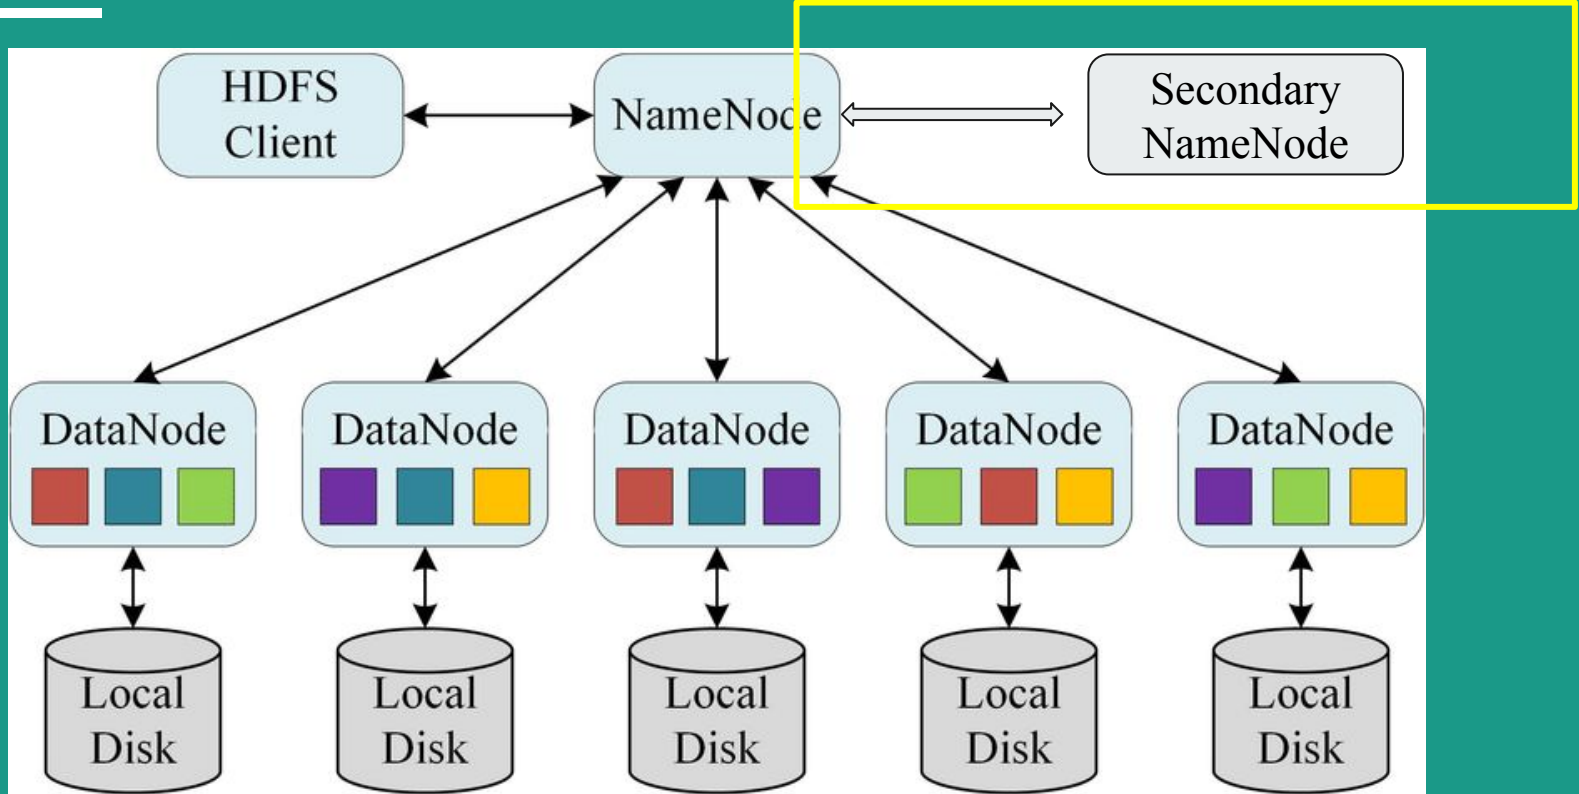 HDFS
Client
NameNode
Secondary
NameNode
DataNode
DataNode
DataNode
DataNode
DataNode
Local
Disk
Local
Disk
Local
Disk
Local
Disk
Local
Disk